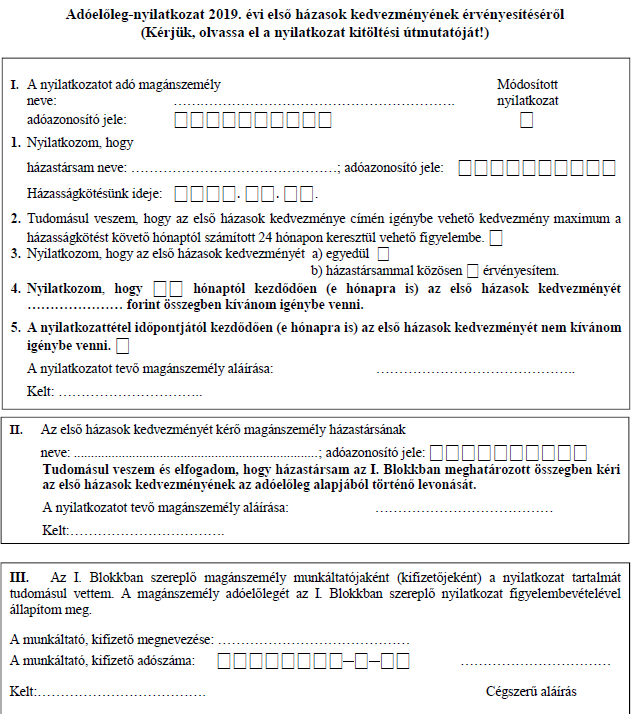 Adóelőleg-nyilatkozat 2019. évi első házasok kedvezményének érvényesítéséről
(Kérjük, olvassa el a nyilatkozat kitöltési útmutatóját!)
I. A nyilatkozatot adó magánszemély Módosított
neve: ……………………………………………………. nyilatkozat
adóazonosító jele: □□□□□□□□□□ □
1. Nyilatkozom, hogy
házastársam neve: ………………………………………; adóazonosító jele: □□□□□□□□□□
Házasságkötésünk ideje: □□□□. □□. □□.
2. Tudomásul veszem, hogy az első házasok kedvezménye címén igénybe vehető kedvezmény maximum a
házasságkötést követő hónaptól számított 24 hónapon keresztül vehető figyelembe. □
3. Nyilatkozom, hogy az első házasok kedvezményét a) egyedül □
b) házastársammal közösen □ érvényesítem.
4. Nyilatkozom, hogy □□ hónaptól kezdődően (e hónapra is) az első házasok kedvezményét
………………… forint összegben kívánom igénybe venni.
5. A nyilatkozattétel időpontjától kezdődően (e hónapra is) az első házasok kedvezményét nem kívánom
igénybe venni. □
A nyilatkozatot tevő magánszemély aláírása: …………………………………….
Kelt: …………………………..
II. Az első házasok kedvezményét kérő magánszemély házastársának
neve: ..........................................................................; adóazonosító jele: □□□□□□□□□□
Tudomásul veszem és elfogadom, hogy házastársam az I. Blokkban meghatározott összegben kéri
az első házasok kedvezményének az adóelőleg alapjából történő levonását.
A nyilatkozatot tevő magánszemély aláírása: …………………………………
Kelt:…………………………….
III. Az I. Blokkban szereplő magánszemély munkáltatójaként (kifizetőjeként) a nyilatkozat tartalmát
tudomásul vettem. A magánszemély adóelőlegét az I. Blokkban szereplő nyilatkozat figyelembevételével
állapítom meg.
A munkáltató, kifizető megnevezése: ……………………………………
A munkáltató, kifizető adószáma: □□□□□□□□–□–□□ ……………………………
Kelt:………………………………. Cégszerű aláírás